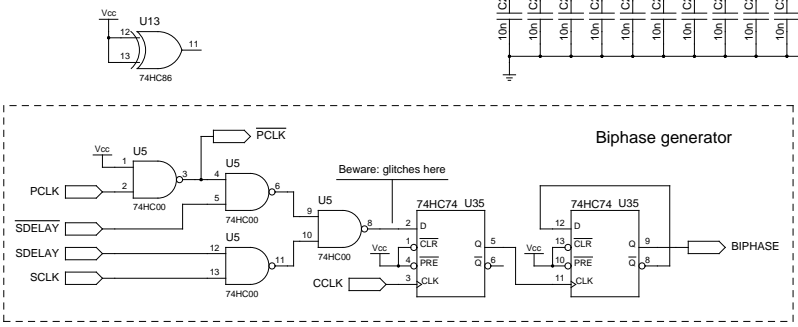 Vcc
U13
12
13
11
74HC86
10n
10n
10n
10n
10n
10n
10n
10n
10n
Biphase generator
Vcc
U5
1
2
3
74HC00
PCLK
PCLK
SDELAY
U5
4
5
6
74HC00
SDELAY
SCLK
U5
12
13
11
74HC00
U5
9
10
8
74HC00
Beware: glitches here
74HC74 U35
2 D
1 CLR
4 PRE
3 CLK
Q 5
Q 6
Vcc
CCLK
74HC74 U35
12 D
13 CLR
10 PRE
11 CLK
Q 9
Q 8
Vcc
BIPHASE